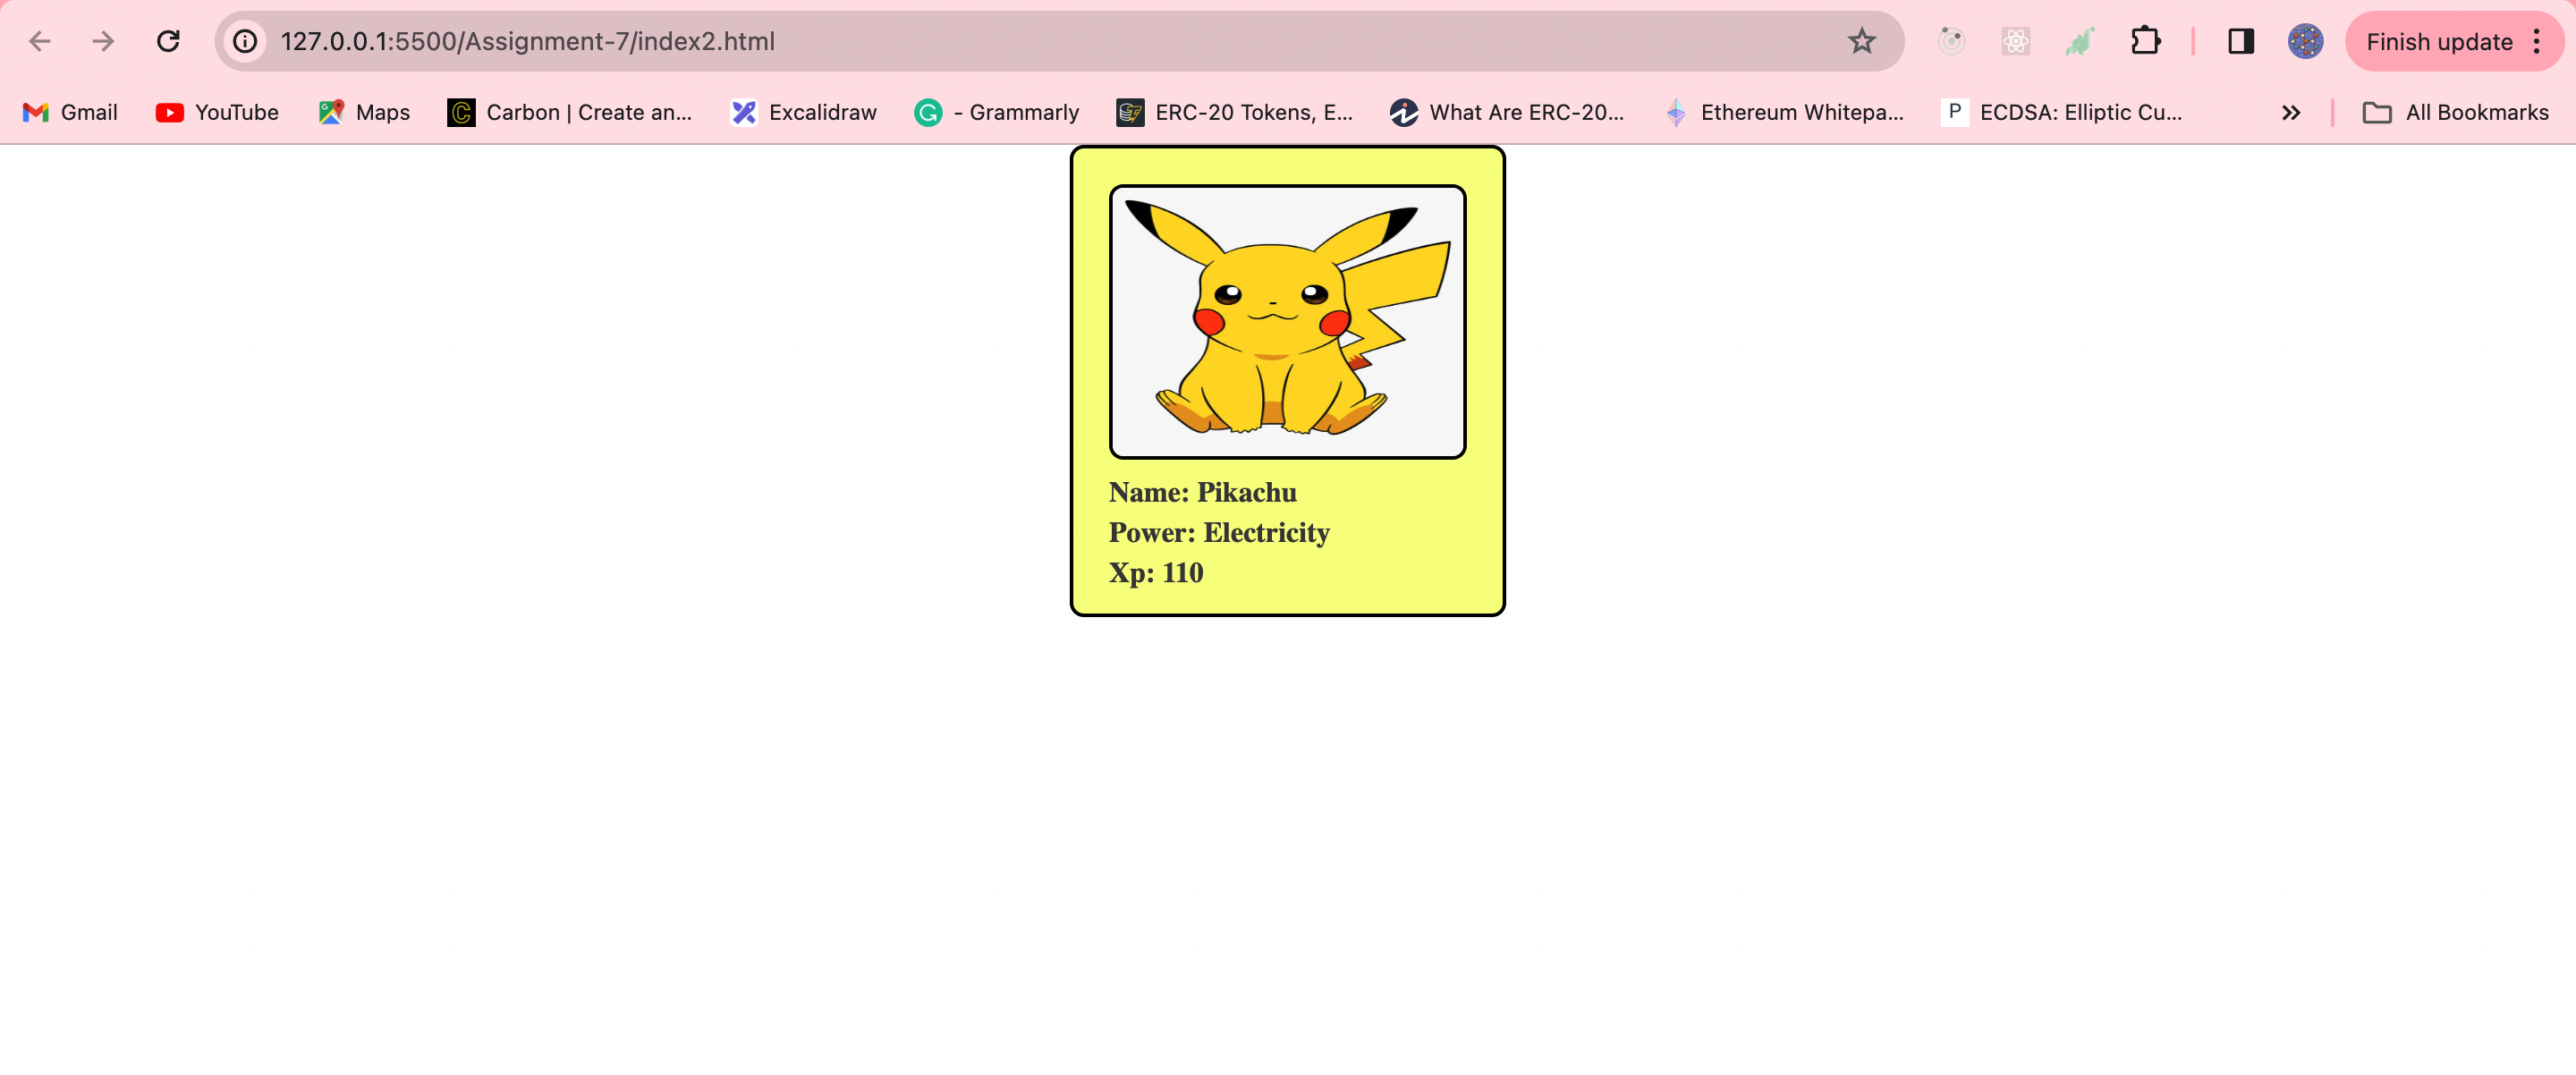 127.0.0.1:5500/Assignment-7/index2.html
Finish update
Gmail YouTube Maps Carbon | Create an... Excalidraw - Grammarly ERC-20 Tokens, E... What Are ERC-20... Ethereum Whitepa... P ECDSA: Elliptic Cu... All Bookmarks
Name: Pikachu
Power: Electricity
Xp: 110